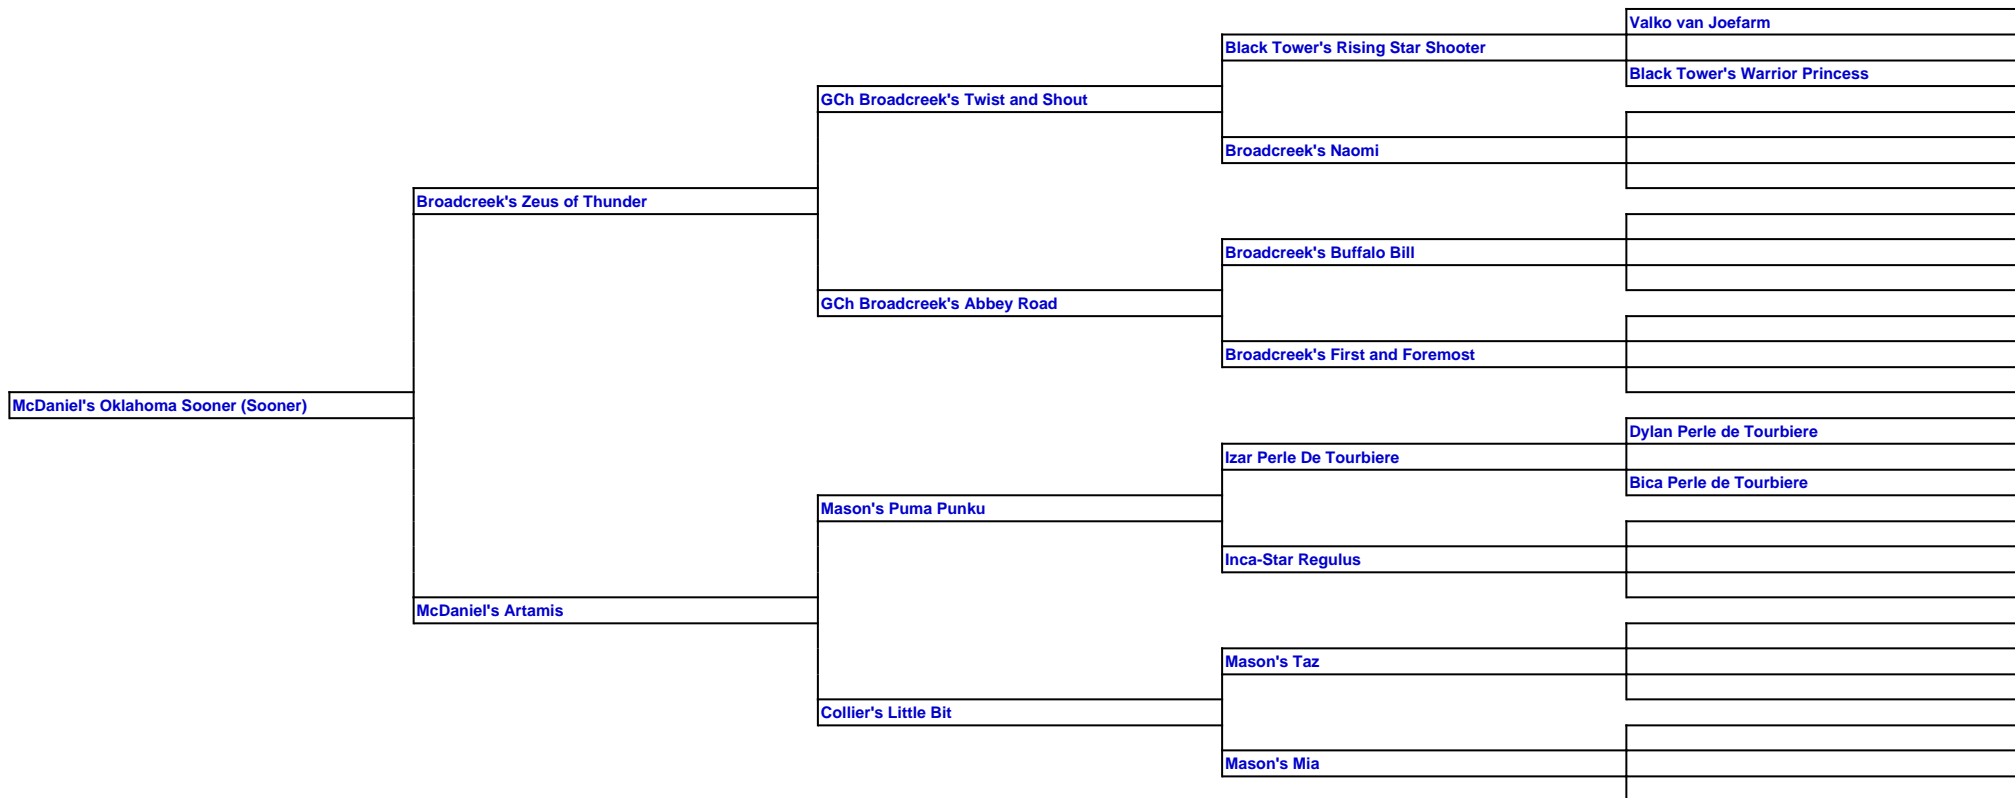 Valko van Joefarm
Black Tower's Rising Star Shooter
Black Tower's Warrior Princess
GCh Broadcreek's Twist and Shout
Broadcreek's Naomi
Broadcreek's Zeus of Thunder
Broadcreek's Buffalo Bill
GCh Broadcreek's Abbey Road
Broadcreek's First and Foremost
McDaniel's Oklahoma Sooner (Sooner)
Dylan Perle de Tourbiere
Izar Perle De Tourbiere
Bica Perle de Tourbiere
Mason's Puma Punku
Inca-Star Regulus
McDaniel's Artamis
Mason's Taz
Collier's Little Bit
Mason's Mia